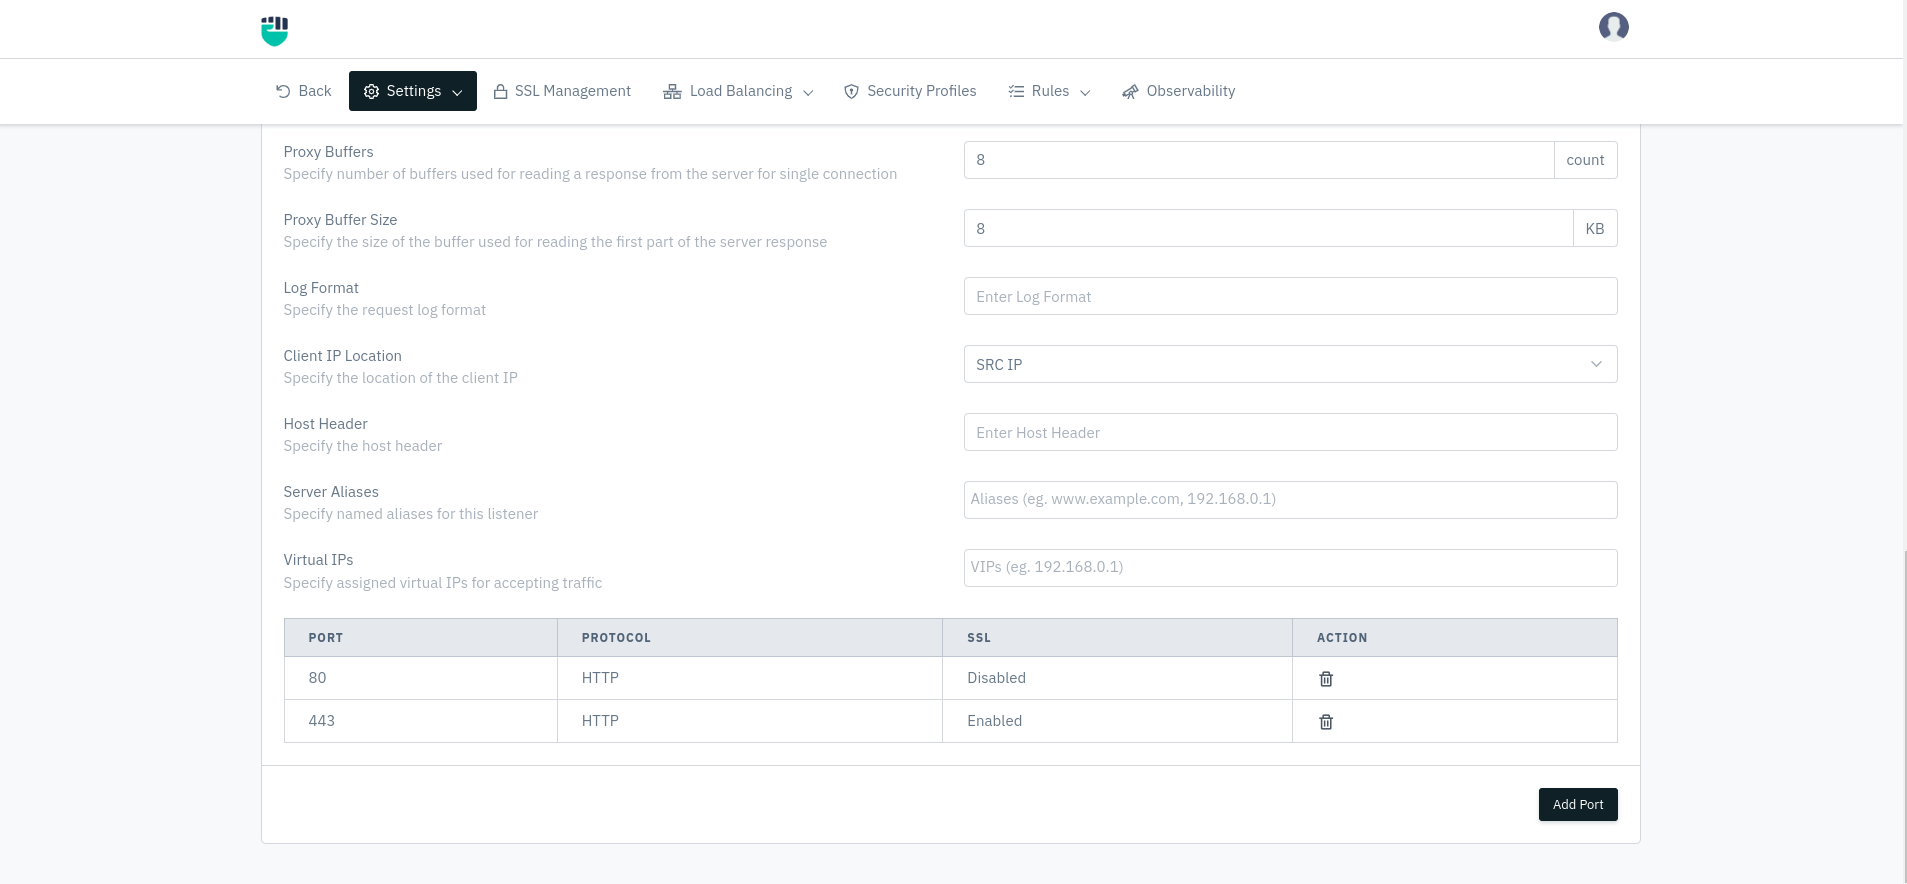 Back Settings SSL Management Load Balancing Security Profiles Rules Observability
Proxy Buffers
Specify number of buffers used for reading a response from the server for single connection
8 count
Proxy Buffer Size
Specify the size of the buffer used for reading the first part of the server response
8 KB
Log Format
Specify the request log format
Enter Log Format
Client IP Location
Specify the location of the client IP
SRC IP
Host Header
Specify the host header
Enter Host Header
Server Aliases
Specify named aliases for this listener
Aliases (eg. www.example.com, 192.168.0.1)
Virtual IPs
Specify assigned virtual IPs for accepting traffic
VIPs (eg. 192.168.0.1)
PORT PROTOCOL SSL ACTION
80 HTTP Disabled
443 HTTP Enabled
Add Port